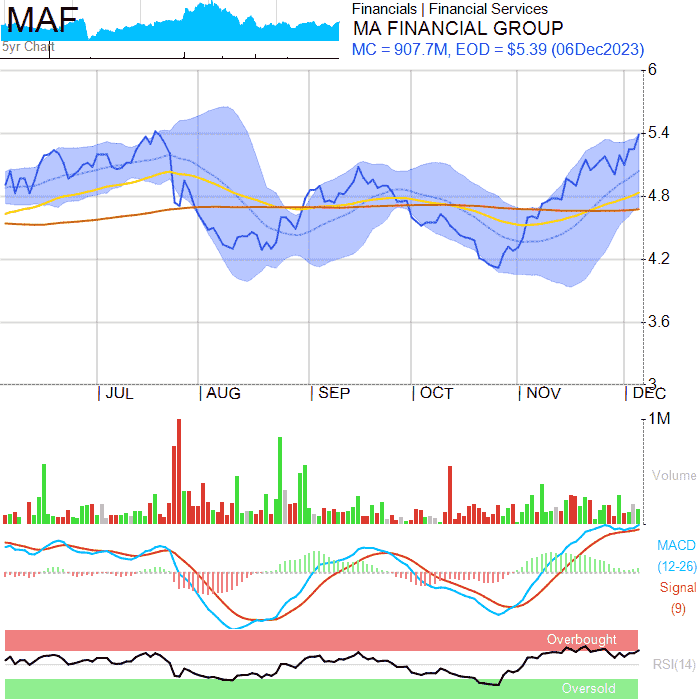 MAF
5yr Chart
Financials | Financial Services
MA FINANCIAL GROUP
MC = 907.7M, EOD = $5.39 (06Dec2023)
6
5.4
4.8
4.2
3.6
3
JUL
AUG
SEP
OCT
NOV
DEC
1M
Volume
MACD
(12-26)
Signal
(9)
Overbought
RSI(14)
Oversold